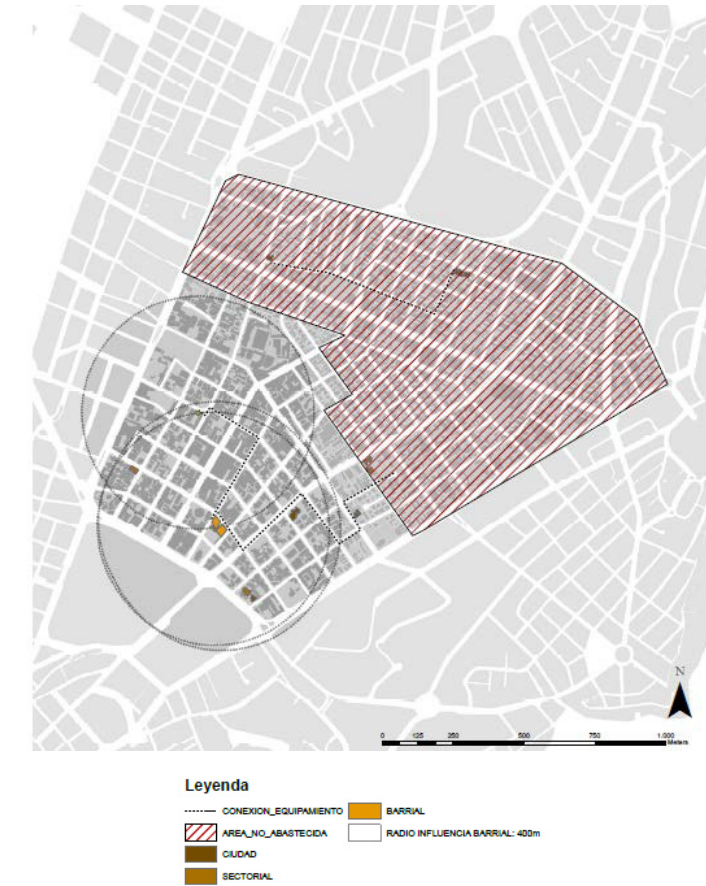 N
0 125 250 500 750 1.000
Meters
Leyenda
CONEXION_EQUIPAMIENTO BARRIAL
AREA_NO_ABASTECIDA RADIO INFLUENCIA BARRIAL: 400m
CIUDAD
SECTORIAL